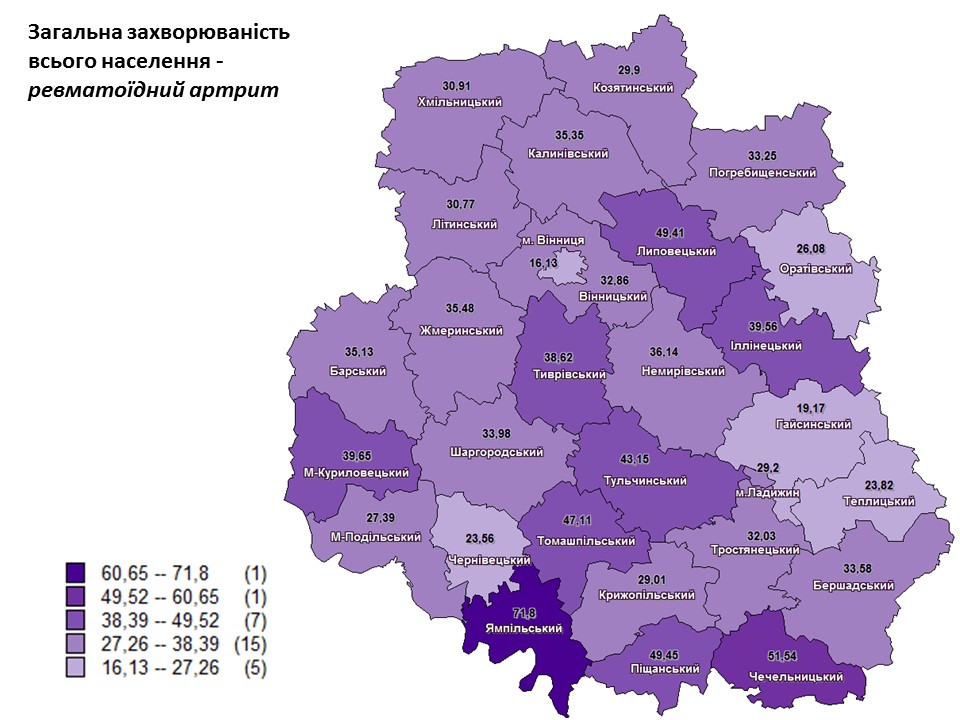 Загальна захворюваність
всього населення -
ревматоїдний артрит
29,9
Козятинський
30,91
Хмільницький
35,35
Калинівський
33,25
Погребищенський
30,77
Літинський
49,41
Липовецький
26,08
Оратівський
м. Вінниця
16,13
32,86
Вінницький
35,48
Жмеринський
39,56
Іллінецький
35,13
Барський
38,62
Тиврівський
36,14
Немирівський
19,17
Гайсинський
33,98
Шаргородський
39,65
М-Куриловецький
43,15
Тульчинський
29,2
м.Ладижин
23,82
Теплицький
27,39
М-Подільський
47,11
Томашпільський
23,56
Чернівецький
32,03
Тростянецький
33,58
Бершадський
29,01
Крижопільський
71,8
Ямпільський
49,45
Піщанський
51,54
Чечельницький
60,65 -- 71,8 (1)
49,52 -- 60,65 (1)
38,39 -- 49,52 (7)
27,26 -- 38,39 (15)
16,13 -- 27,26 (5)